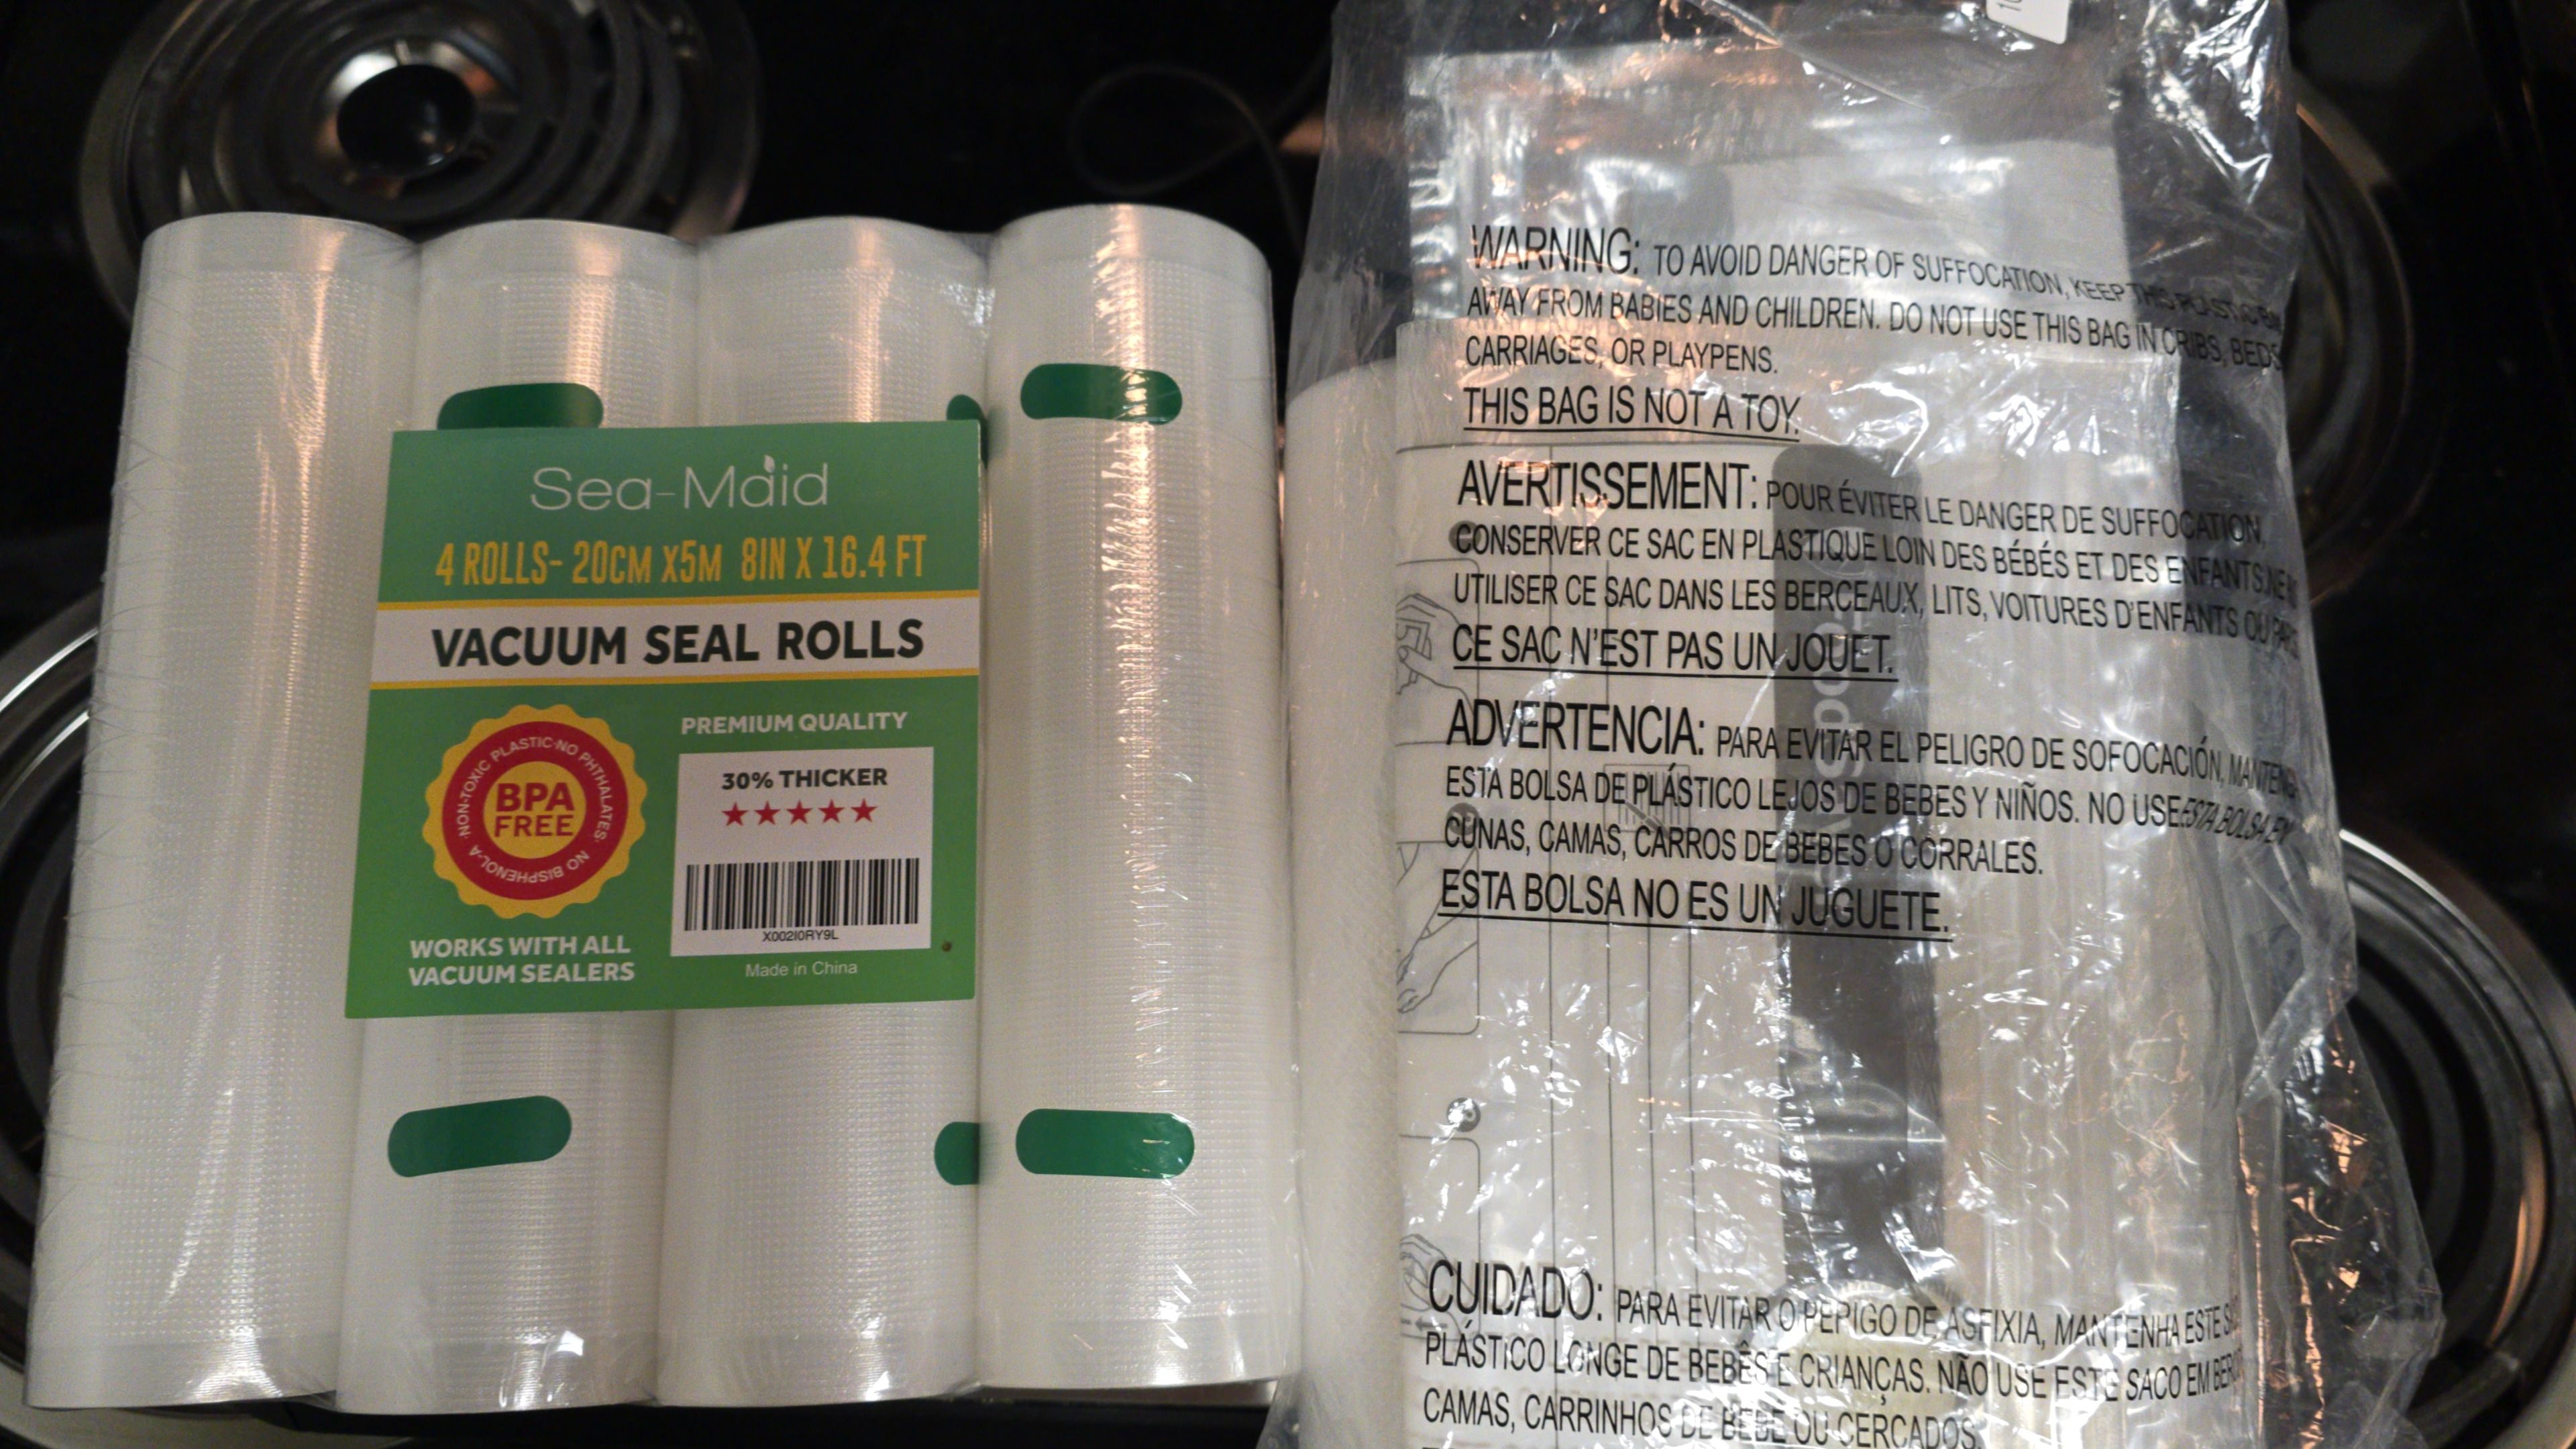 Sea-Maid
4 ROLLS- 20CM X5M 8IN X 16.4 FT
VACUUM SEAL ROLLS
PREMIUM QUALITY
30% THICKER
NON-TOXIC PLASTIC·NO PHTHALATES·
NO BISPHENOL-A
BPA
FREE
X002I0RY9L
WORKS WITH ALL
VACUUM SEALERS
Made in China
WARNING: TO AVOID DANGER OF SUFFOCATION, KEEP THIS PLASTIC
AWAY FROM BABIES AND CHILDREN. DO NOT USE THIS BAG IN CRIBS, BEDS
CARRIAGES, OR PLAYPENS.
THIS BAG IS NOT A TOY.
AVERTISSEMENT: POUR ÉVITER LE DANGER DE SUFFOCATION,
CONSERVER CE SAC EN PLASTIQUE LOIN DES BÉBÉS ET DES ENFANTS.NE
UTILISER CE SAC DANS LES BERCEAUX, LITS, VOITURES D'ENFANTS OU
CE SAC N'EST PAS UN JOUET.
ADVERTENCIA: PARA EVITAR EL PELIGRO DE SOFOCACIÓN,
ESTA BOLSA DE PLÁSTICO LEJOS DE BEBES Y NIÑOS. NO USE ESTA BOLSA EN
CUNAS, CAMAS, CARROS DE BEBES O CORRALES.
ESTA BOLSA NO ES UN JUGUETE.
CUIDADO: PARA EVITAR O PEPIGO DE ASFIXIA, MANTENHA ESTE
PLÁSTICO LONGE DE BEBÊS E CRIANÇAS. NÃO USE ESTE SACO EM
CAMAS, CARRINHOS DE BEBÊ OU CERCADOS.